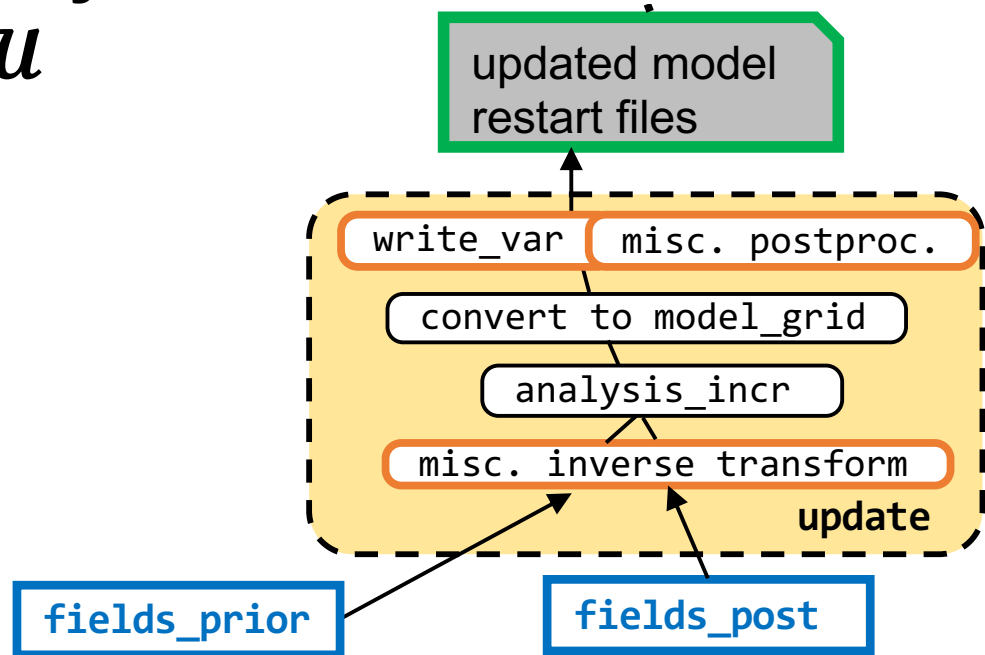 u
updated model
restart files
write_var
misc. postproc.
convert to model_grid
analysis_incr
misc. inverse transform
update
fields_prior
fields_post